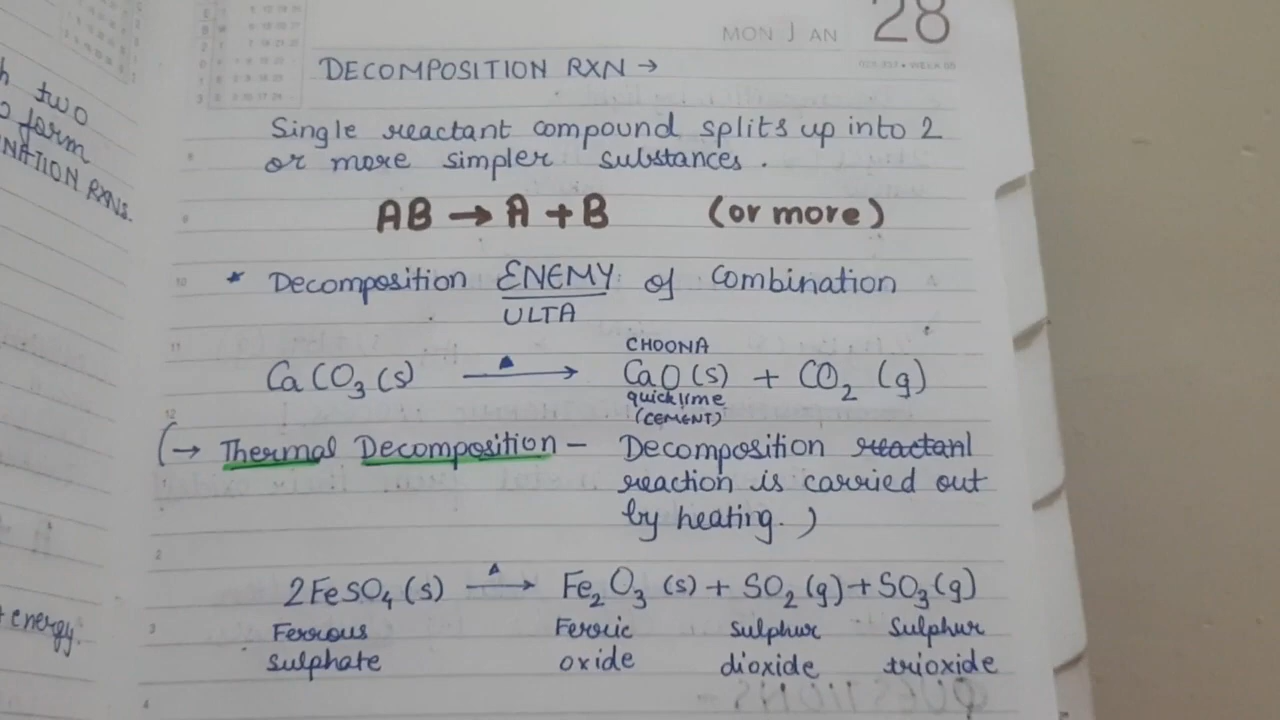 h two
o form
NATION RXNs.
energy.
MON JAN 28
DECOMPOSITION RXN →
Single reactant compound splits up into 2
or more simpler substances.
AB → A + B (or more)
* Decomposition ENEMY of Combination
ULTA
CHOONA
CaCO₃(s) —Δ→ CaO(s) + CO₂ (g)
quicklime
(CEMENT)
(→ Thermal Decomposition – Decomposition ~~reactant~~
reaction is carried out
by heating.)
2FeSO₄(s) —Δ→ Fe₂O₃ (s) + SO₂(g) + SO₃(g)
Ferrous Ferric Sulphur Sulphur
sulphate oxide dioxide trioxide